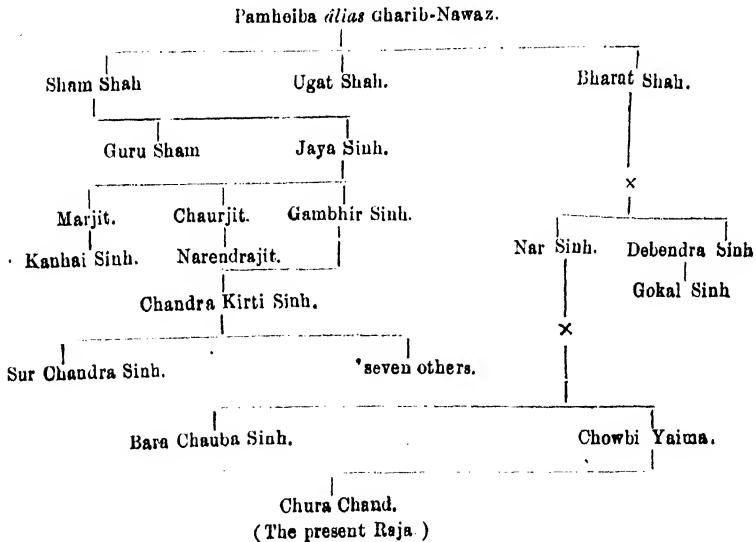 Pamheiba álias Gharib-Nawaz.
Sham Shah Ugat Shah. Bharat Shah.
Guru Sham Jaya Sinh.
×
Marjit. Chaurjit. Gambhir Sinh.
Kanhai Sinh. Narendrajit. Nar Sinh. Debendra Sinh
Gokal Sinh
Chandra Kirti Sinh.
×
Sur Chandra Sinh. seven others.
Bara Chauba Sinh. Chowbi Yaima.
Chura Chand.
(The present Raja.)